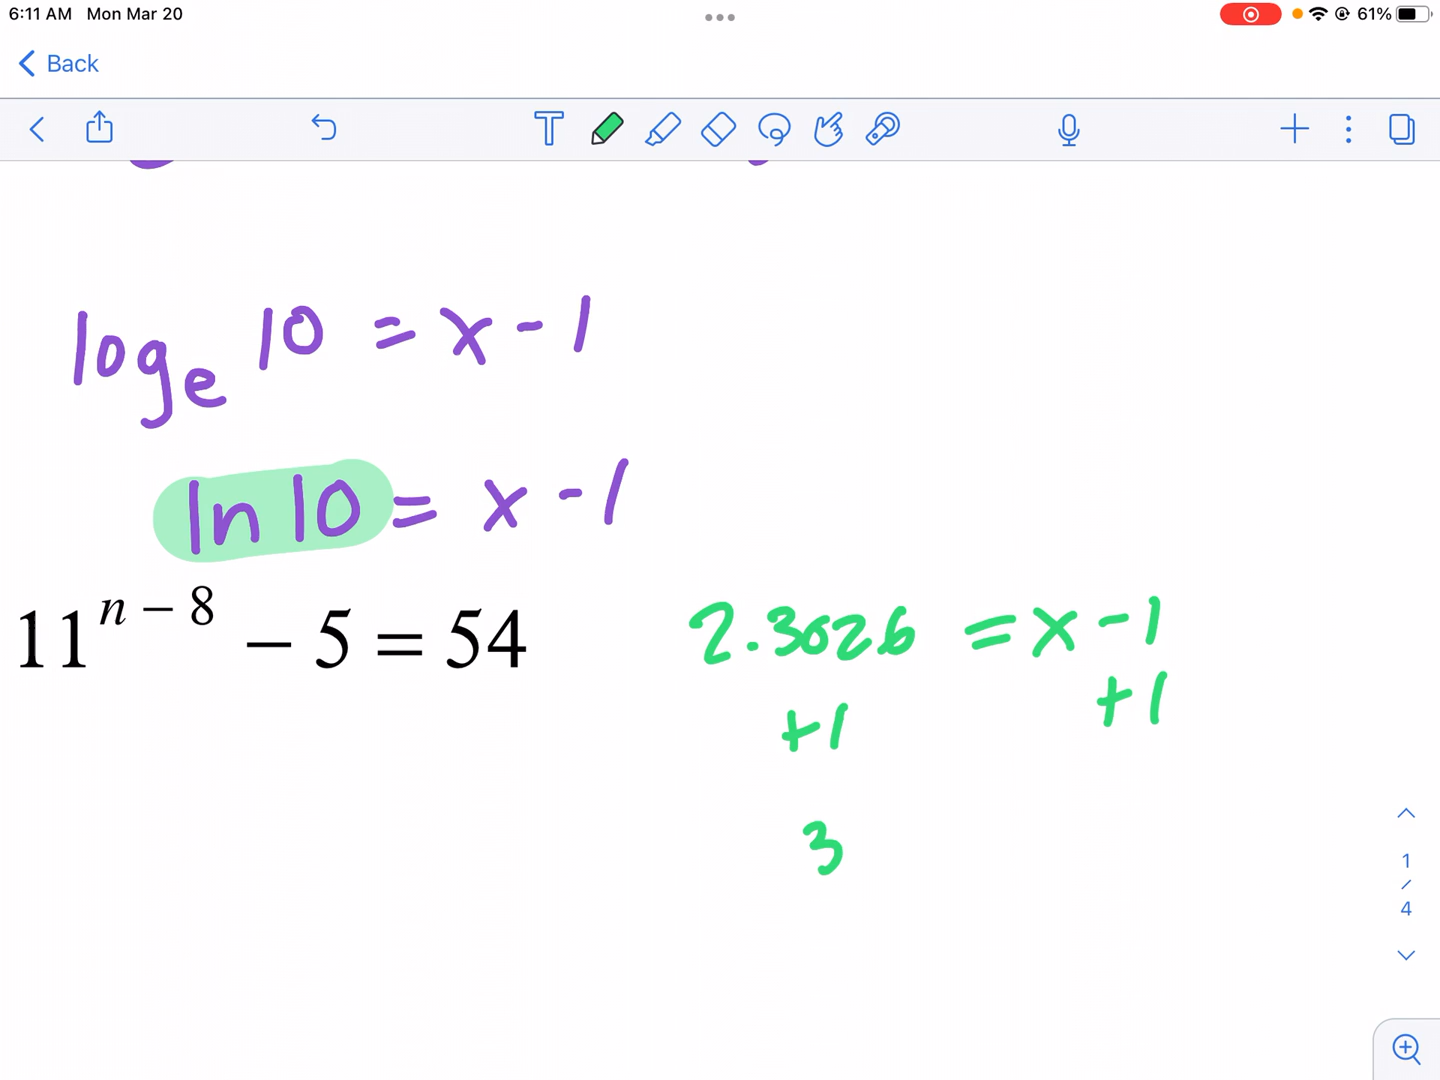 6:11 AM Mon Mar 20
61%
Back
T
logₑ 10 = x - 1
ln 10 = x - 1
11ⁿ ⁻ ⁸ - 5 = 54
2.3026 = x - 1
+1 +1
3
1
/
4